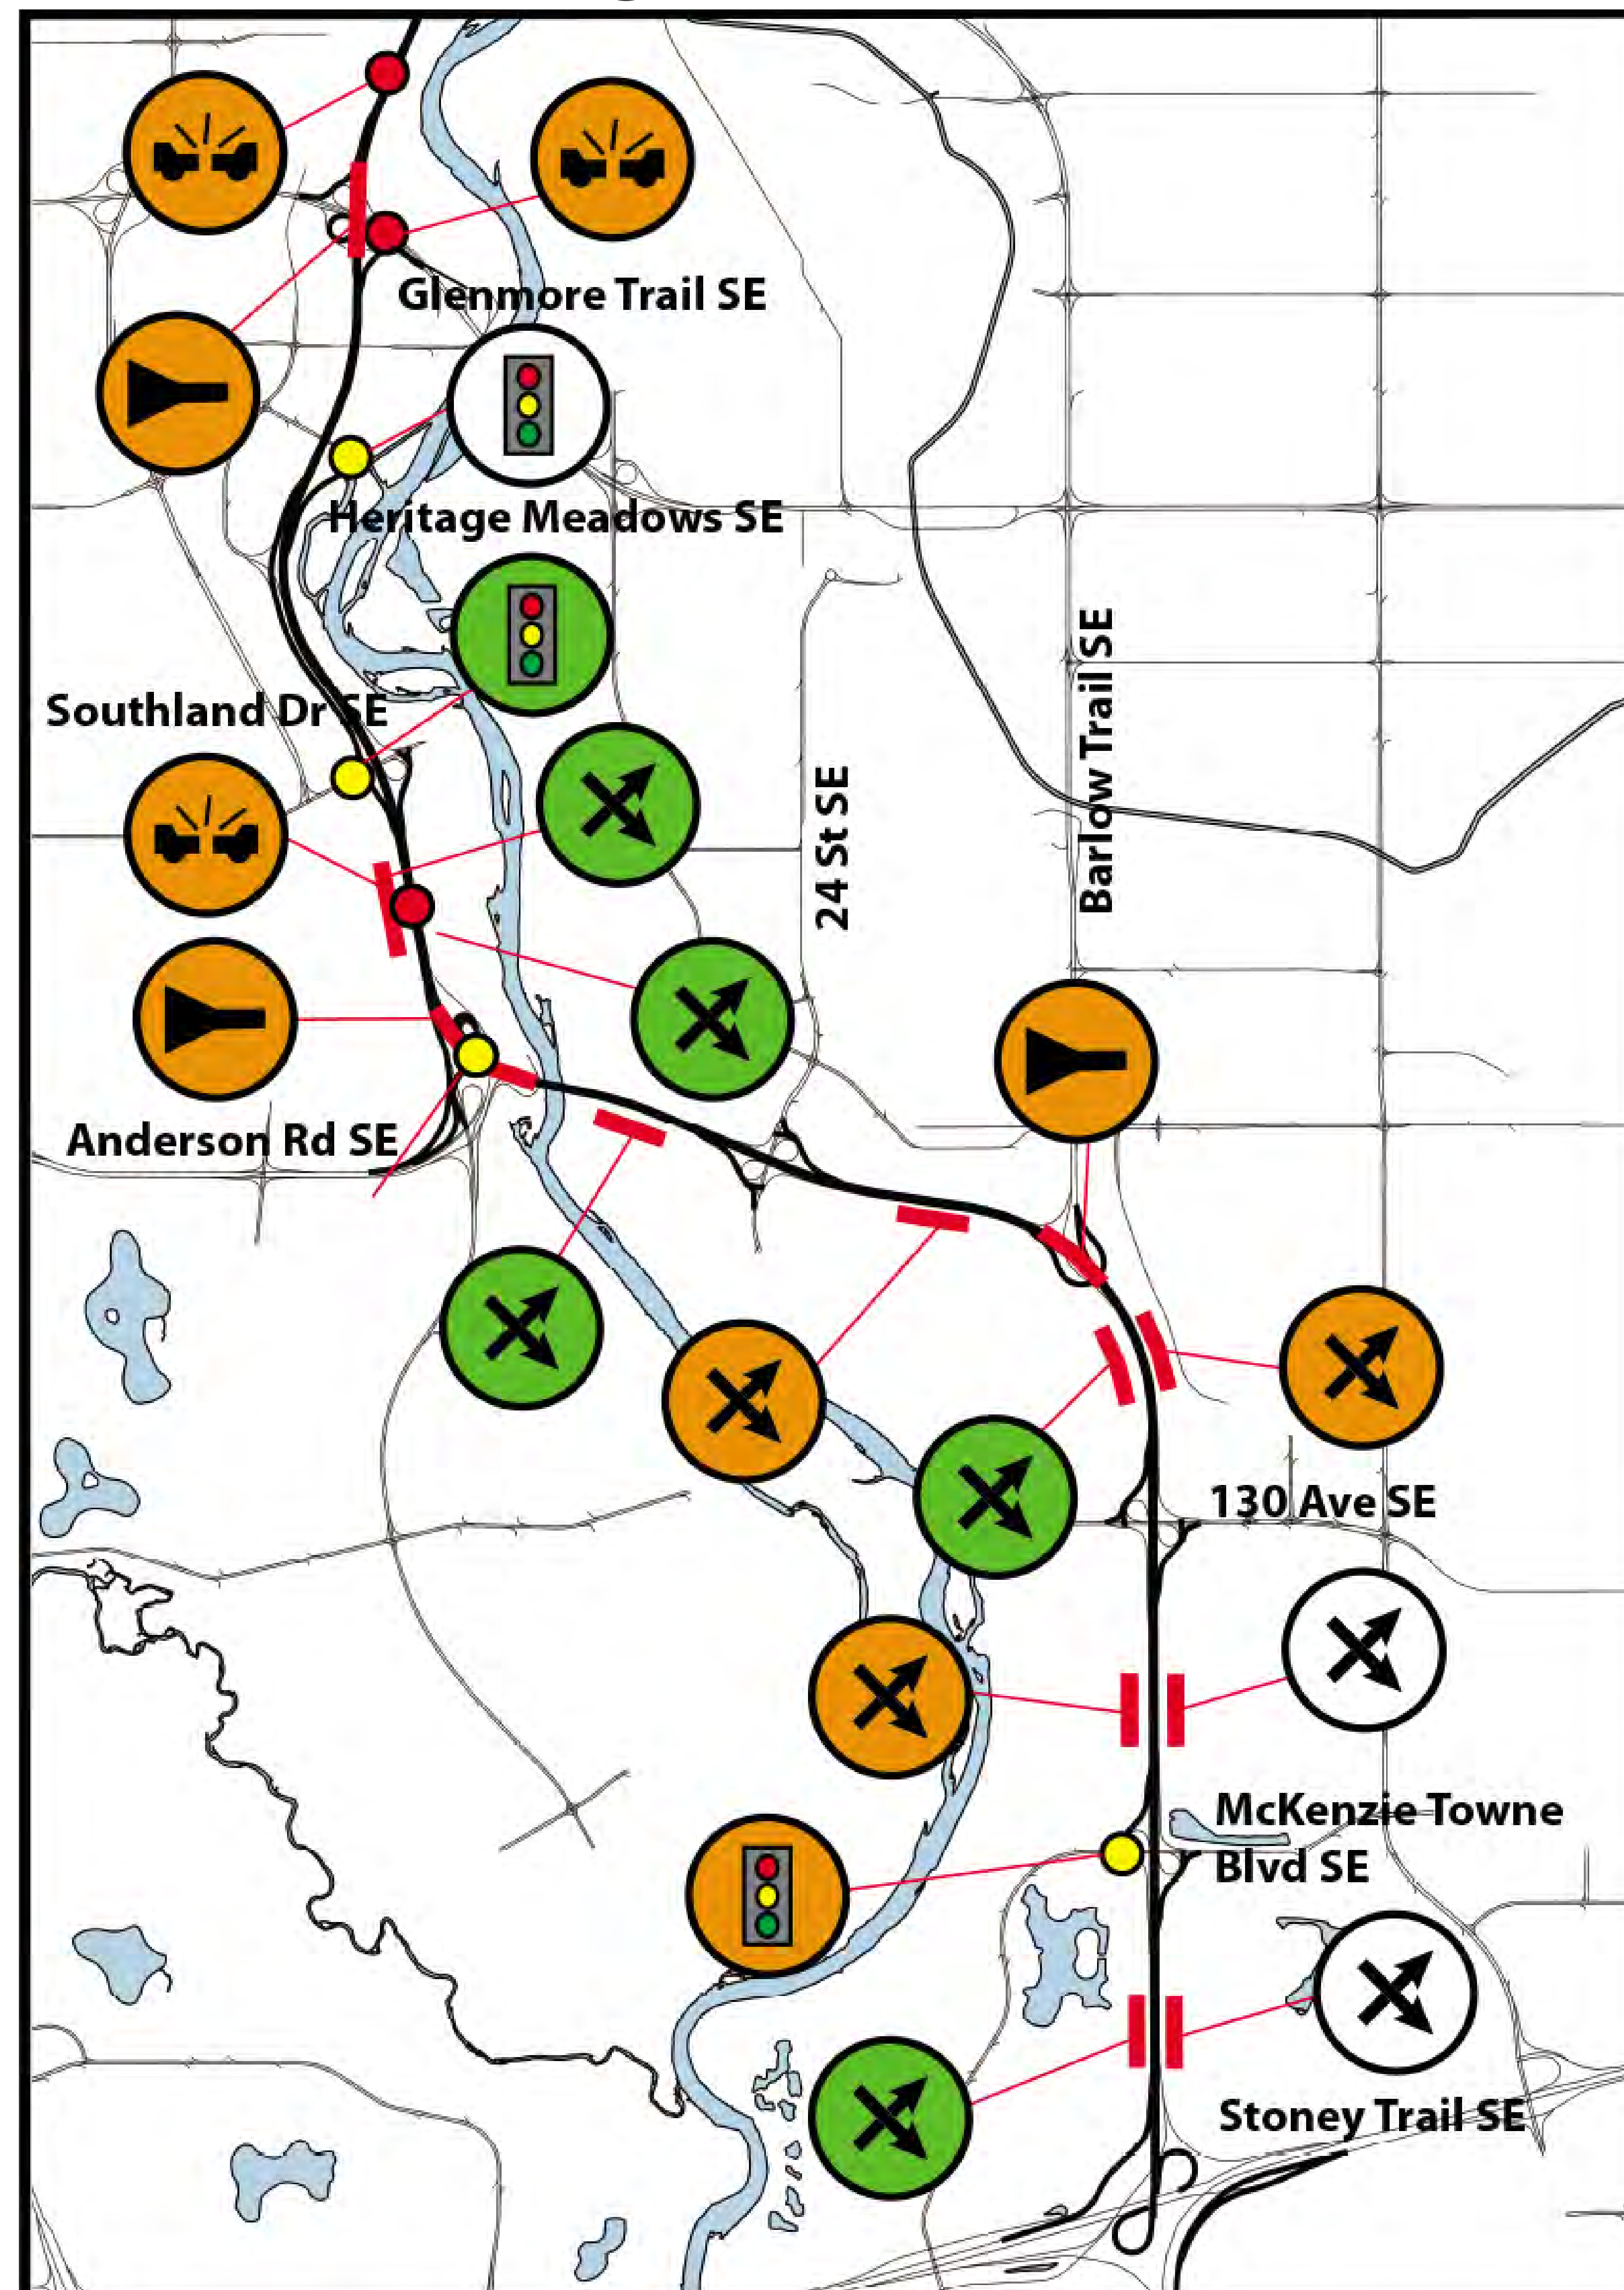 Glenmore Trail SE
Heritage Meadows SE
Southland Dr SE
24 St SE
Barlow Trail SE
Anderson Rd SE
130 Ave SE
McKenzie Towne
Blvd SE
Stoney Trail SE